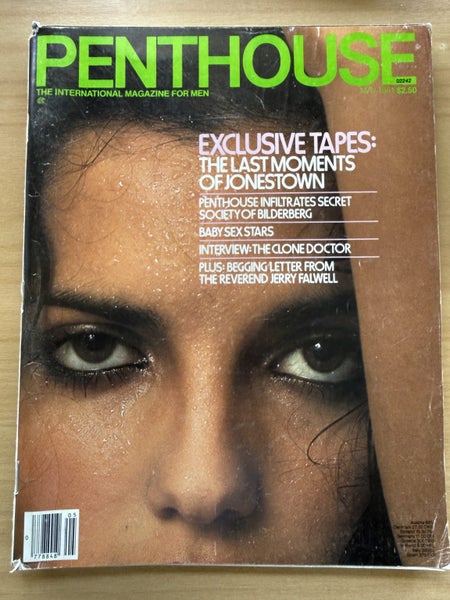 PENTHOUSE
02242
THE INTERNATIONAL MAGAZINE FOR MEN
1981 $2.50
EXCLUSIVE TAPES:
THE LAST MOMENTS
OF JONESTOWN
PENTHOUSE INFILTRATES SECRET
SOCIETY OF BILDERBERG
BABY SEX STARS
INTERVIEW: THE CLONE DOCTOR
PLUS: BEGGING LETTER FROM
THE REVEREND JERRY FALWELL
05
0